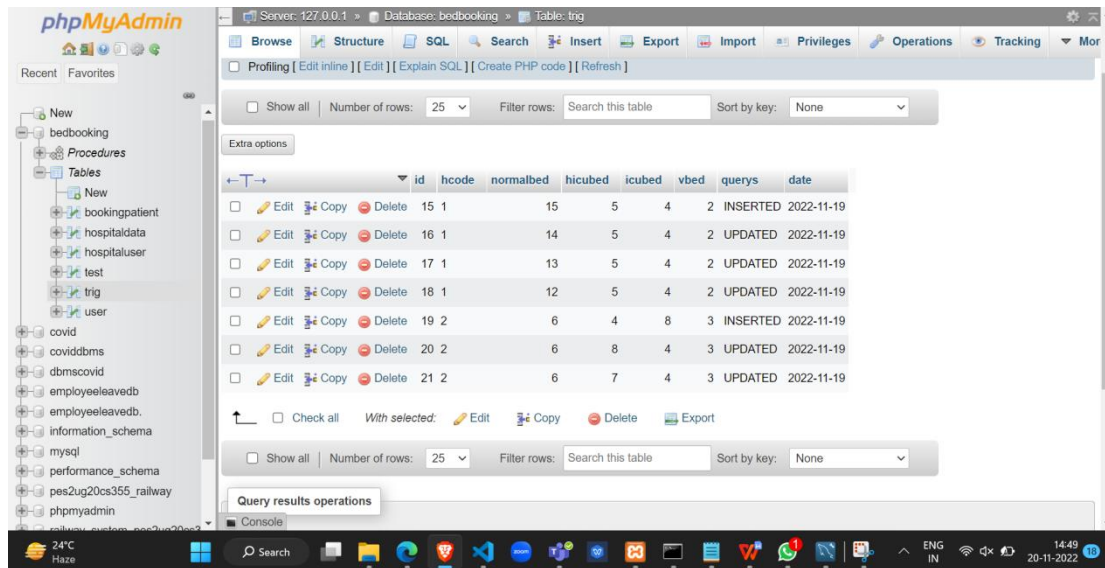 phpMyAdmin
Recent Favorites
New
bedbooking
Procedures
Tables
New
bookingpatient
hospitaldata
hospitaluser
test
trig
user
covid
coviddbms
dbmscovid
employeeleavedb
employeeleavedb.
information_schema
mysql
performance_schema
pes2ug20cs355_railway
phpmyadmin
Server: 127.0.0.1 » Database: bedbooking » Table: trig
Browse Structure SQL Search Insert Export Import Privileges Operations Tracking Mor
Profiling [ Edit inline ] [ Edit ] [ Explain SQL ] [ Create PHP code ] [ Refresh ]
Show all | Number of rows: 25 Filter rows: Search this table Sort by key: None
Extra options
←T→ id hcode normalbed hicubed icubed vbed querys date
Edit Copy Delete 15 1 15 5 4 2 INSERTED 2022-11-19
Edit Copy Delete 16 1 14 5 4 2 UPDATED 2022-11-19
Edit Copy Delete 17 1 13 5 4 2 UPDATED 2022-11-19
Edit Copy Delete 18 1 12 5 4 2 UPDATED 2022-11-19
Edit Copy Delete 19 2 6 4 8 3 INSERTED 2022-11-19
Edit Copy Delete 20 2 6 8 4 3 UPDATED 2022-11-19
Edit Copy Delete 21 2 6 7 4 3 UPDATED 2022-11-19
Check all With selected: Edit Copy Delete Export
Show all | Number of rows: 25 Filter rows: Search this table Sort by key: None
Query results operations
Console
24°C
Haze
Search
zoom
1
ENG
IN
14:49
20-11-2022
18